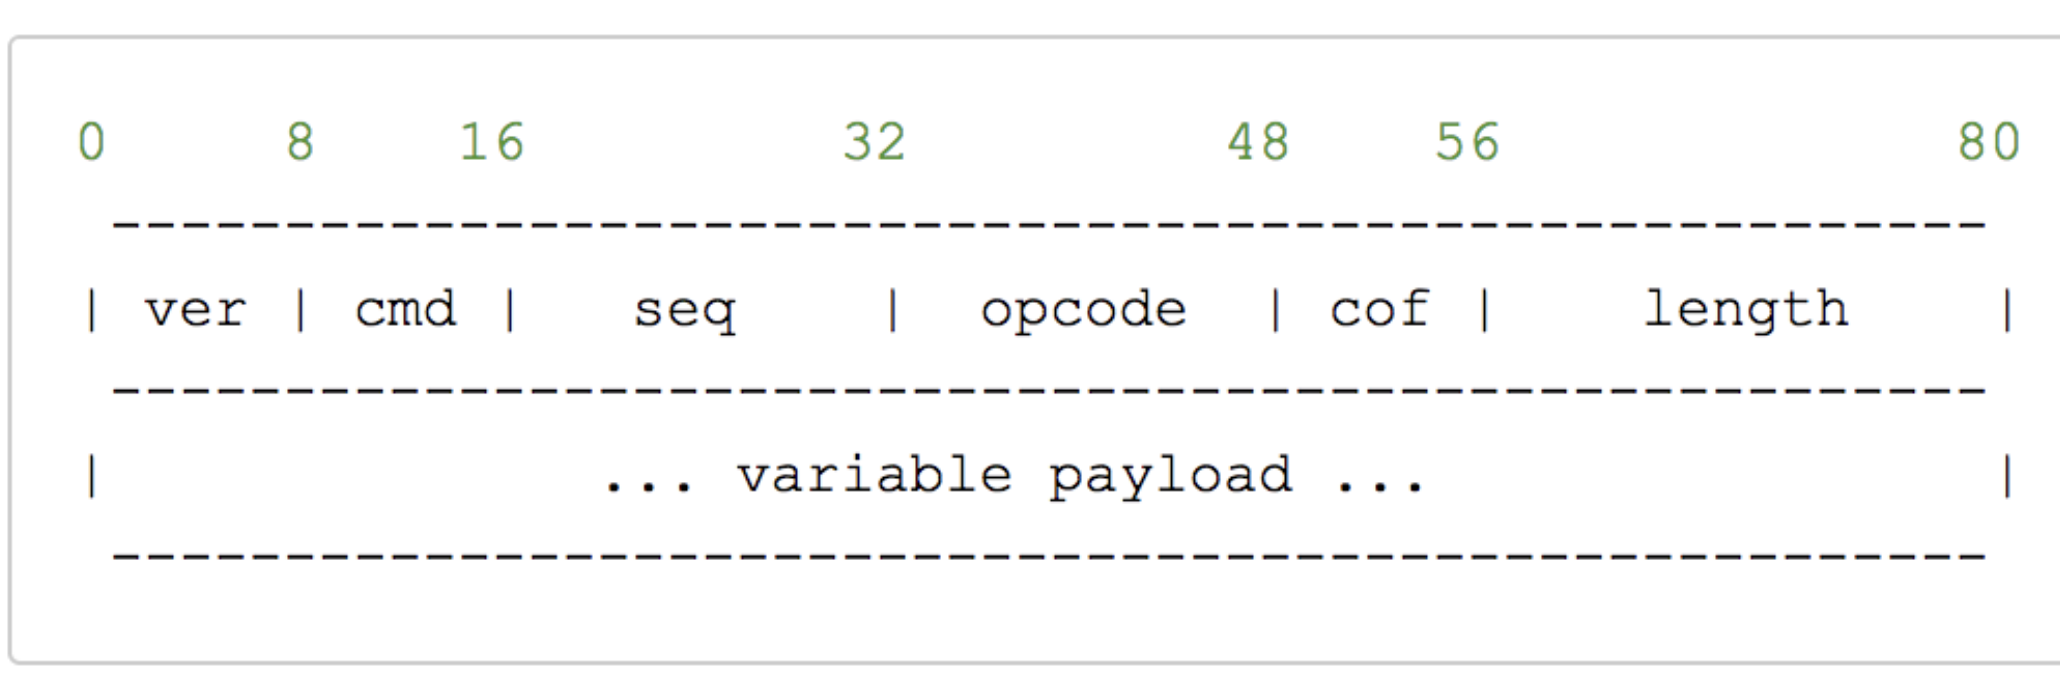 0     8    16         32         48    56             80
 ------------------------------------------------------
| ver | cmd |   seq    |  opcode  | cof |    length    |
 ------------------------------------------------------
|              ... variable payload ...                |
 ------------------------------------------------------